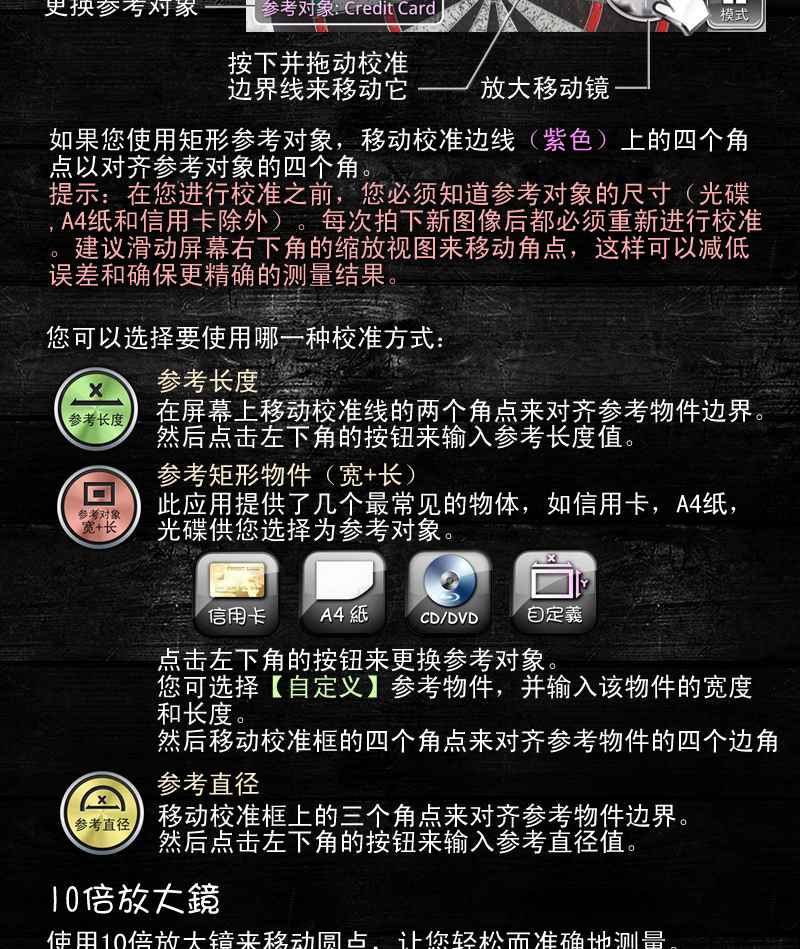 更换参考对象
参考对象: Credit Card
模式
按下并拖动校准
边界线来移动它
放大移动镜
如果您使用矩形参考对象，移动校准边线（紫色）上的四个角
点以对齐参考对象的四个角。
提示：在您进行校准之前，您必须知道参考对象的尺寸（光碟
,A4纸和信用卡除外）。每次拍下新图像后都必须重新进行校准
。建议滑动屏幕右下角的缩放视图来移动角点，这样可以减低
误差和确保更精确的测量结果。
您可以选择要使用哪一种校准方式：
参考长度
参考长度
在屏幕上移动校准线的两个角点来对齐参考物件边界。
然后点击左下角的按钮来输入参考长度值。
参考对象
宽+长
参考矩形物件（宽+长）
此应用提供了几个最常见的物体，如信用卡，A4纸，
光碟供您选择为参考对象。
CREDIT CARD
信用卡
A4 紙
CD/DVD
X
Y
自定義
点击左下角的按钮来更换参考对象。
您可选择【自定义】参考物件，并输入该物件的宽度
和长度。
然后移动校准框的四个角点来对齐参考物件的四个边角
X
参考直径
参考直径
移动校准框上的三个角点来对齐参考物件边界。
然后点击左下角的按钮来输入参考直径值。
10倍放大鏡
使用10倍放大镜来移动圆点，让您轻松而准确地测量。